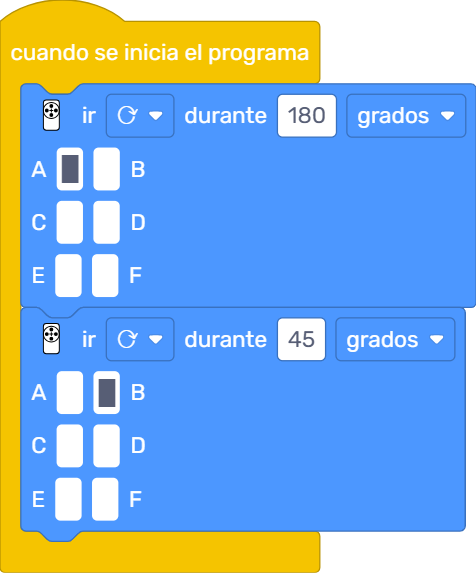 cuando se inicia el programa
ir durante 180 grados
A B
C D
E F
ir durante 45 grados
A B
C D
E F